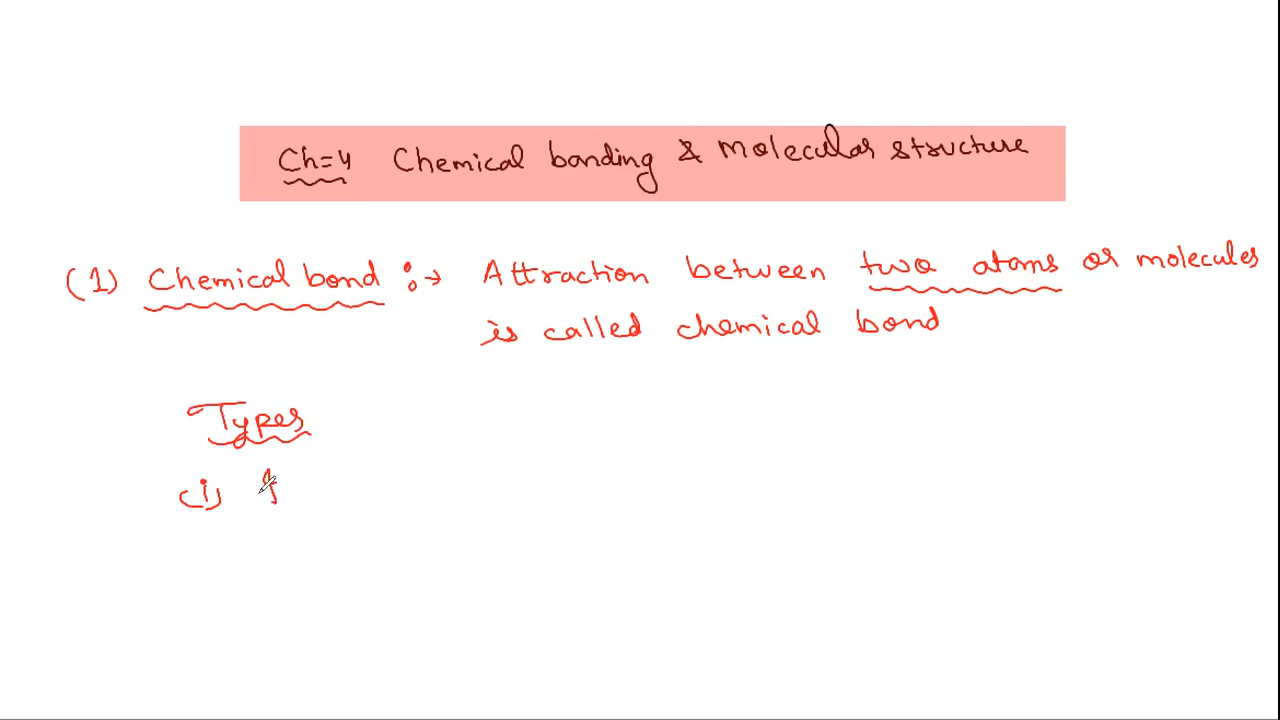 Ch=4 Chemical bonding & Molecular structure
(1) Chemical bond :→ Attraction between two atoms or molecules
is called chemical bond
Types
(i)